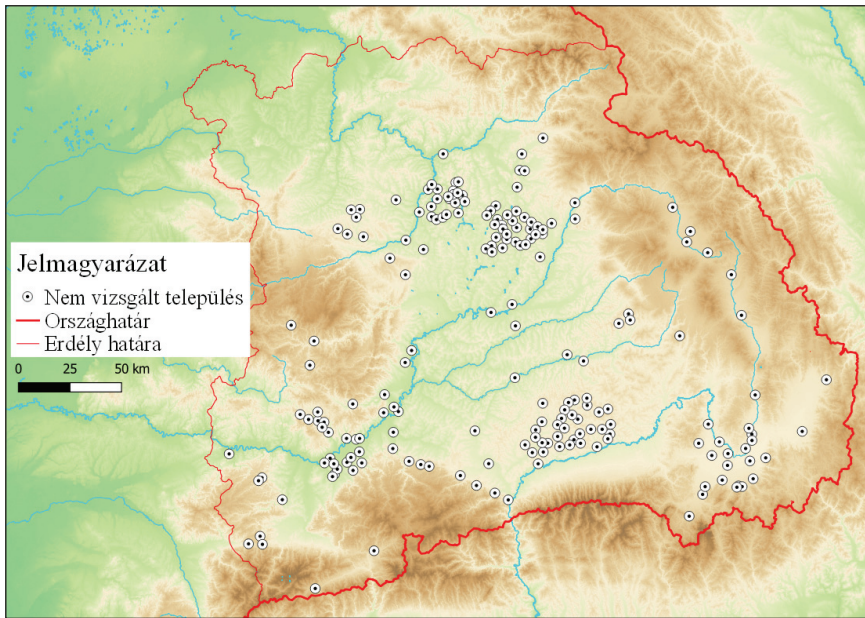 Jelmagyarázat
Nem vizsgált település
Országhatár
Erdély határa
0 25 50 km